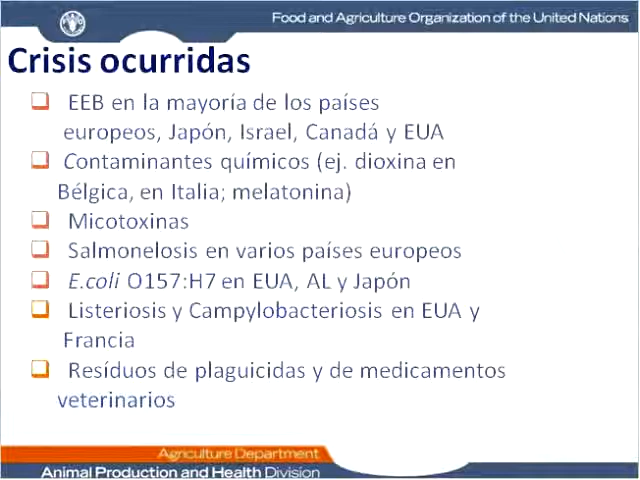 Food and Agriculture Organization of the United Nations
Crisis ocurridas
EEB en la mayoría de los países
europeos, Japón, Israel, Canadá y EUA
Contaminantes químicos (ej. dioxina en
Bélgica, en Italia; melatonina)
Micotoxinas
Salmonelosis en varios países europeos
E.coli O157:H7 en EUA, AL y Japón
Listeriosis y Campylobacteriosis en EUA y
Francia
Resíduos de plaguicidas y de medicamentos
veterinarios
Agriculture Department
Animal Production and Health Division